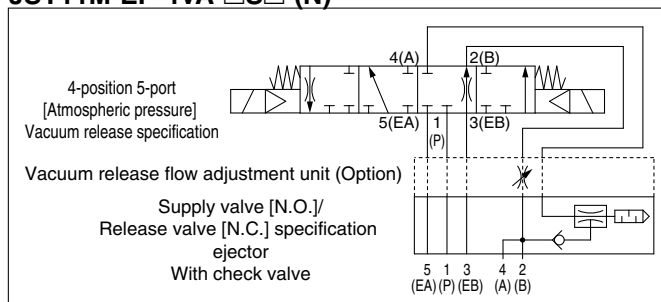 4(A)
2(B)
4-position 5-port
[Atmospheric pressure]
Vacuum release specification
5(EA)
1
(P)
3(EB)
Vacuum release flow adjustment unit (Option)
Supply valve [N.O.]/
Release valve [N.C.] specification
ejector
With check valve
5 1 3 4 2
(EA) (P) (EB) (A) (B)